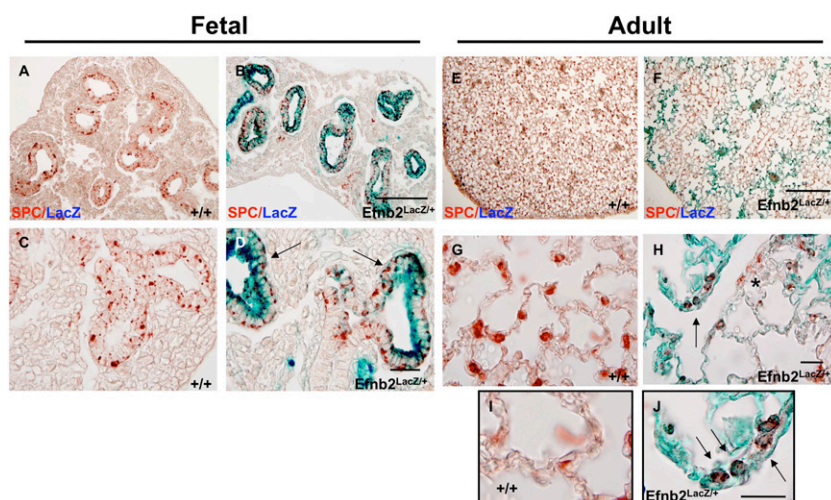 Fetal
Adult
A
SPC/LacZ
+/+
B
SPC/LacZ
Efnb2LacZ/+
E
SPC/LacZ
+/+
F
SPC/LacZ
Efnb2LacZ/+
C
+/+
D
Efnb2LacZ/+
G
+/+
H
*
Efnb2LacZ/+
I
+/+
J
Efnb2LacZ/+